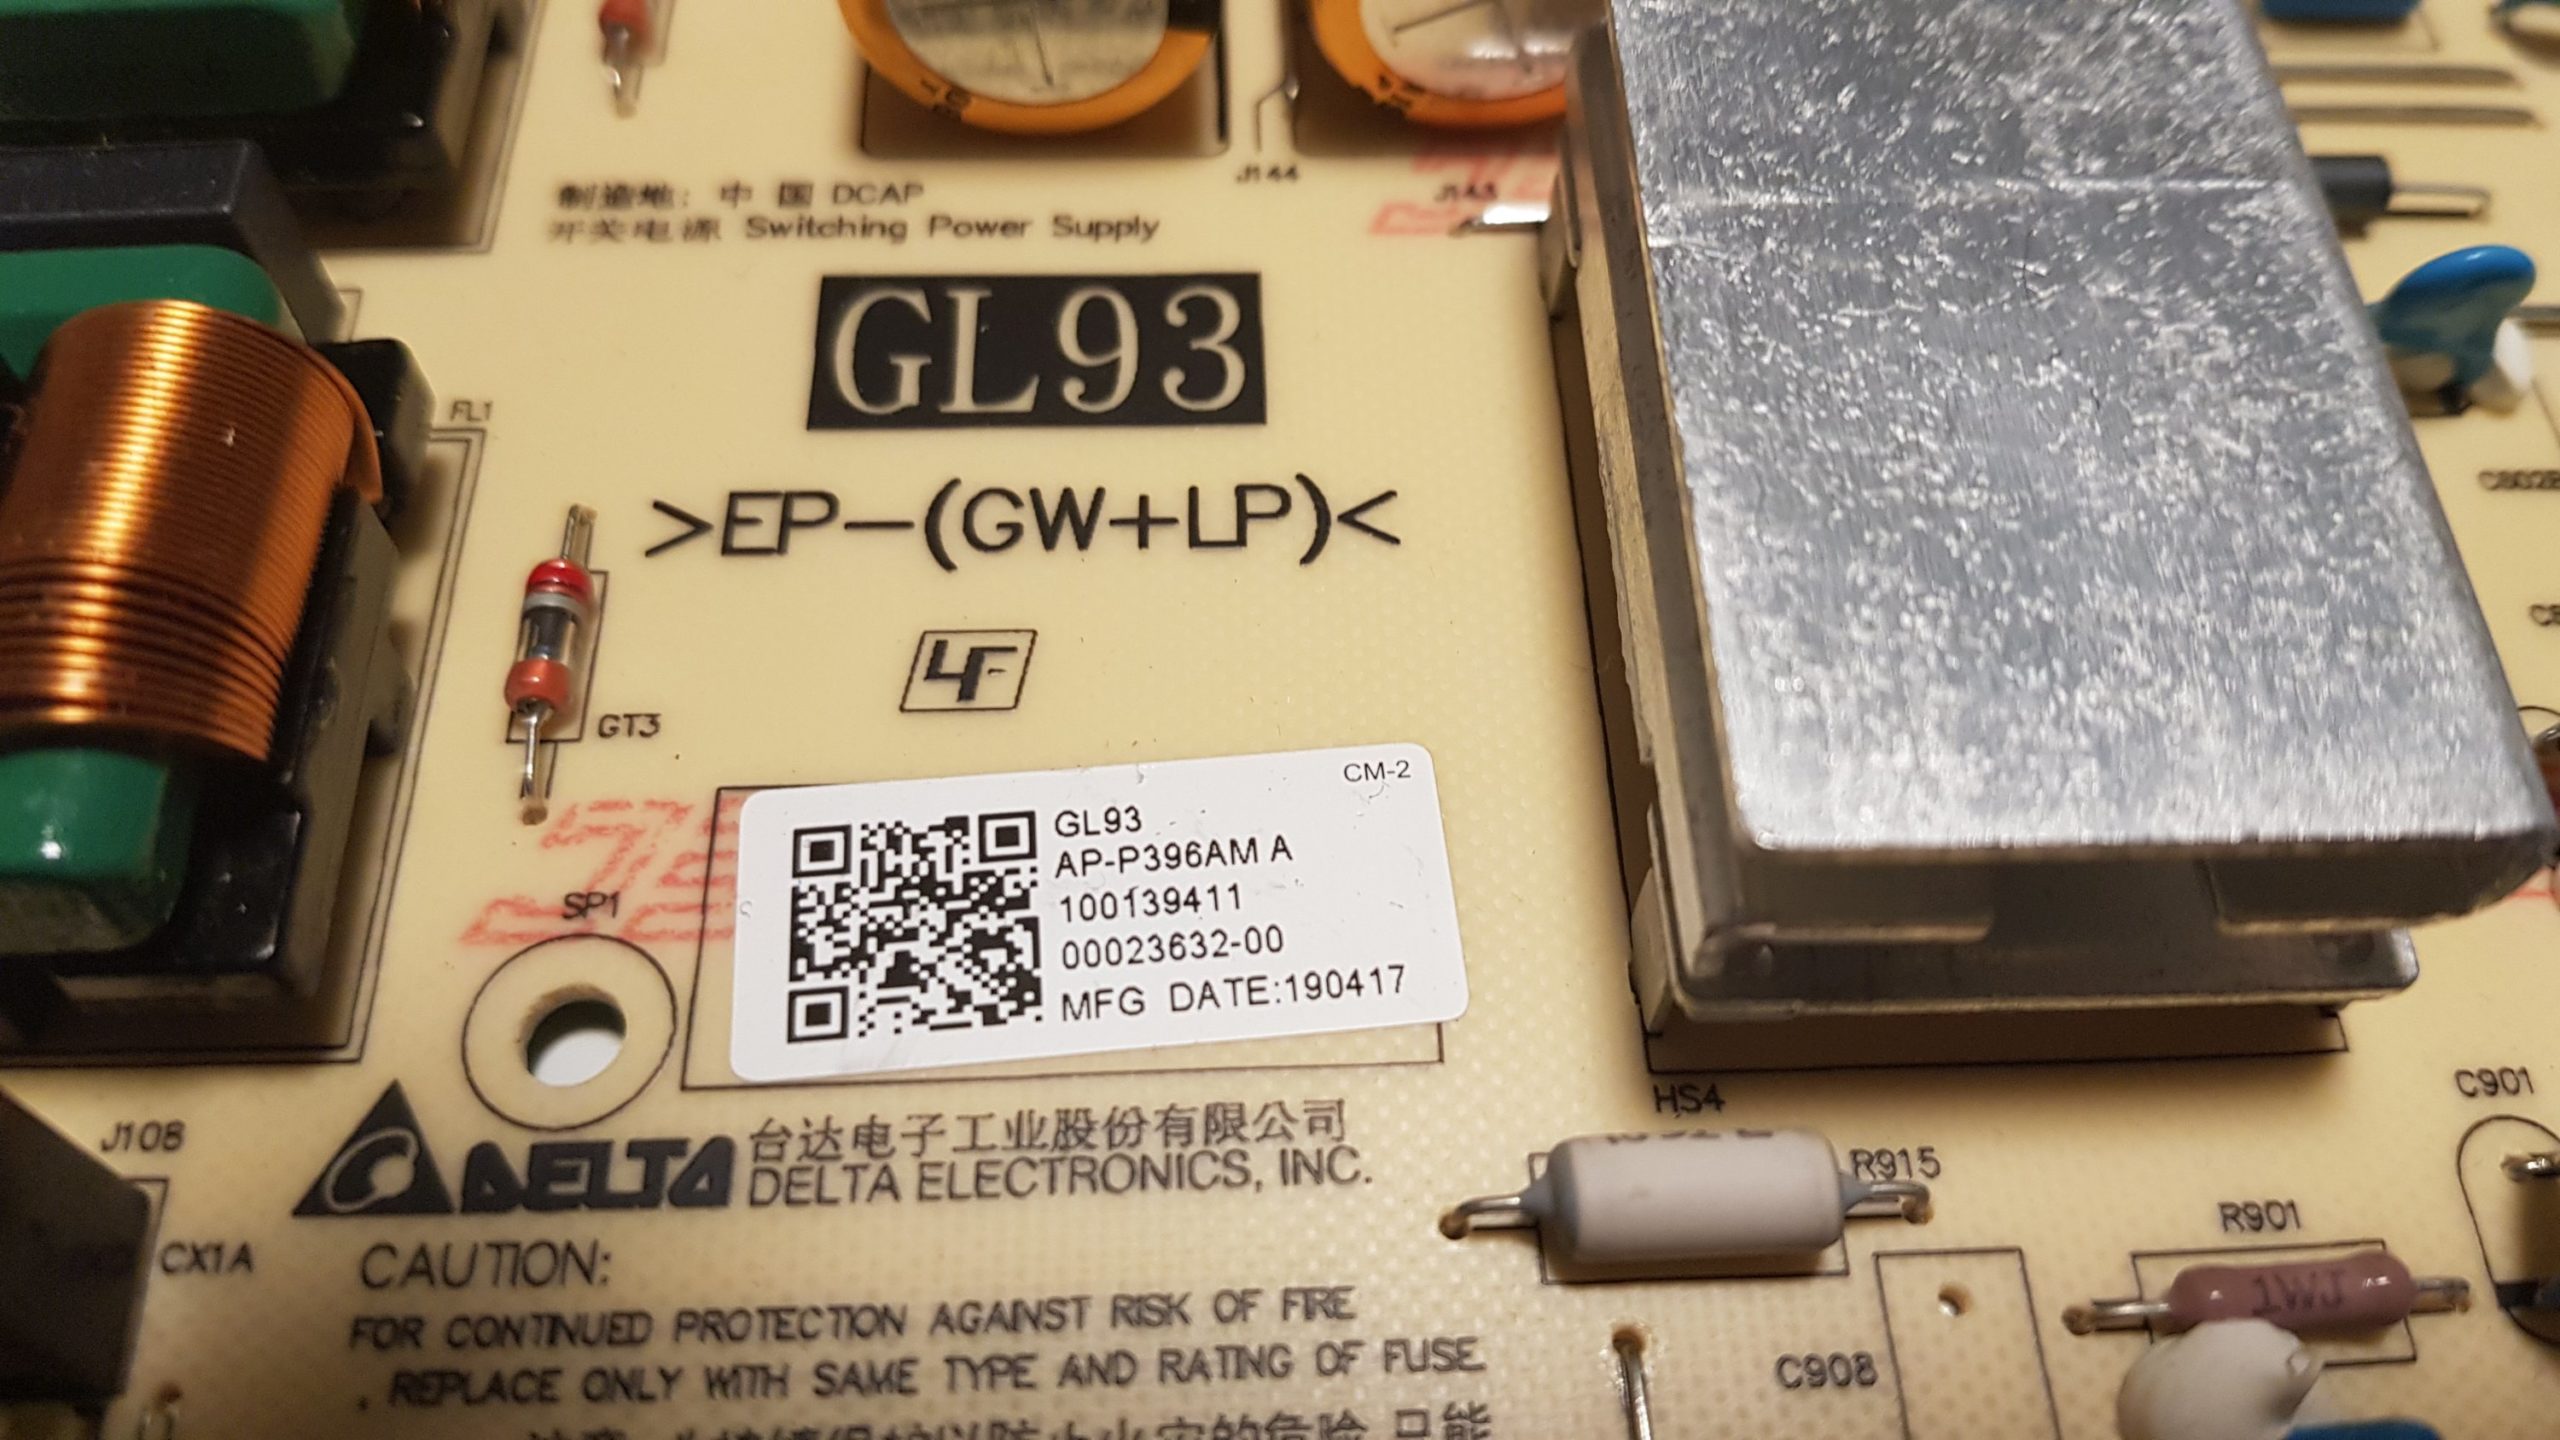 J144
J143
制造地: 中 国 DCAP
开关电源 Switching Power Supply
GL93
FL1
>EP-(GW+LP)<
LF
GT3
CM-2
GL93
AP-P396AM A
100139411
00023632-00
MFG DATE:190417
SP1
HS4
C901
J108
DELTA
台达电子工业股份有限公司
DELTA ELECTRONICS, INC.
R915
R901
CX1A
CAUTION:
1WJ
FOR CONTINUED PROTECTION AGAINST RISK OF FIRE
. REPLACE ONLY WITH SAME TYPE AND RATING OF FUSE
C908